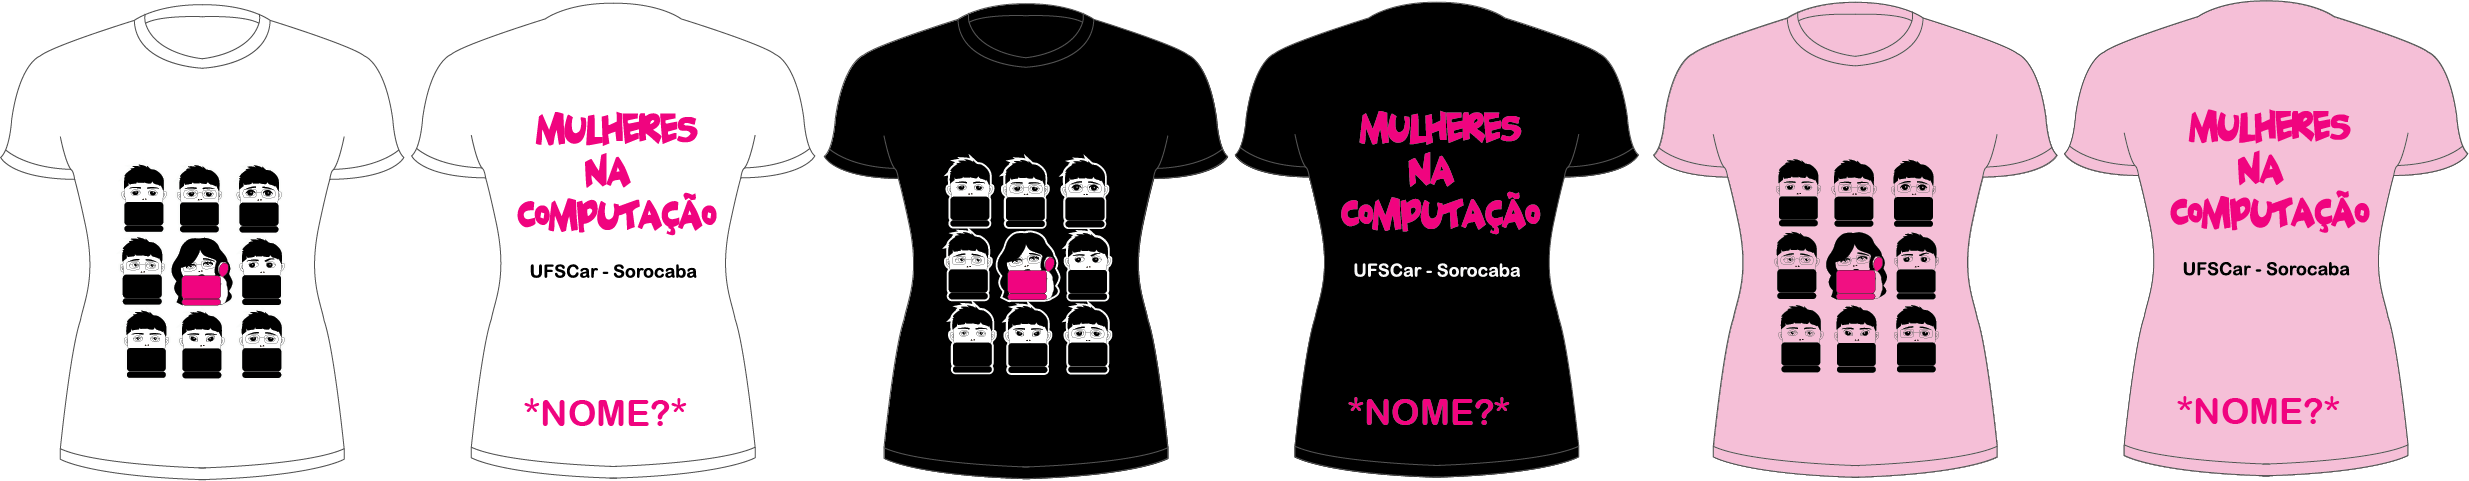 MULHERES
NA
COMPUTAÇÃO
UFSCar - Sorocaba
*NOME?*
MULHERES
NA
COMPUTAÇÃO
UFSCar - Sorocaba
*NOME?*
MULHERES
NA
COMPUTAÇÃO
UFSCar - Sorocaba
*NOME?*